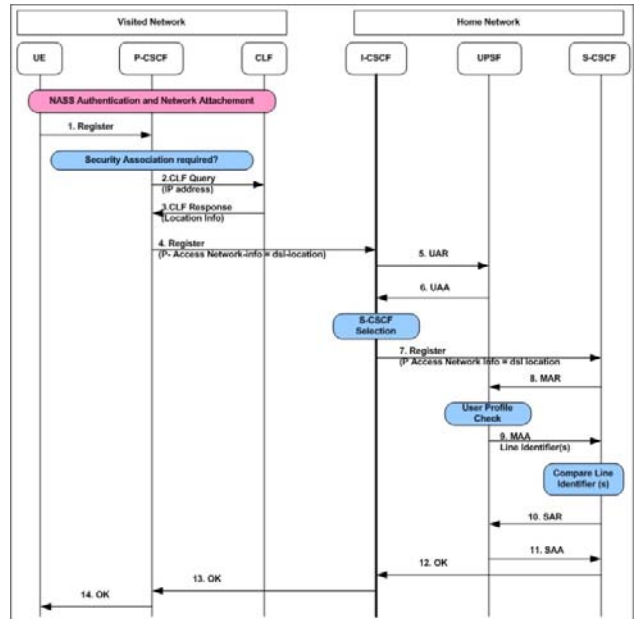 Visited Network
Home Network
UE
P-CSCF
CLF
I-CSCF
UPSF
S-CSCF
NASS Authentication and Network Attachement
1. Register
Security Association required?
2.CLF Query
(IP address)
3.CLF Response
(Location Info)
4. Register
(P- Access Network-info = dsl-location)
5. UAR
6. UAA
S-CSCF
Selection
7. Register
(P Access Network Info = dsl location
8. MAR
User Profile
Check
9. MAA
Line Identifier(s)
Compare Line
Identifier (s)
10. SAR
11. SAA
12. OK
13. OK
14. OK